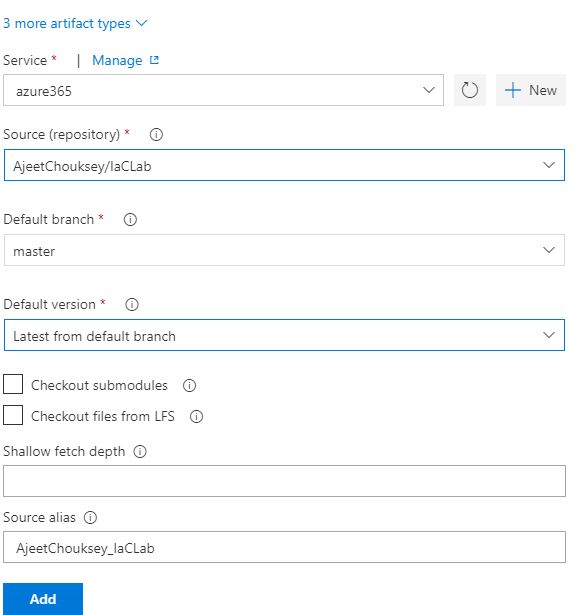 3 more artifact types
Service * | Manage
azure365
New
Source (repository) *
AjeetChouksey/IaCLab
Default branch *
master
Default version *
Latest from default branch
Checkout submodules
Checkout files from LFS
Shallow fetch depth
Source alias
AjeetChouksey_IaCLab
Add